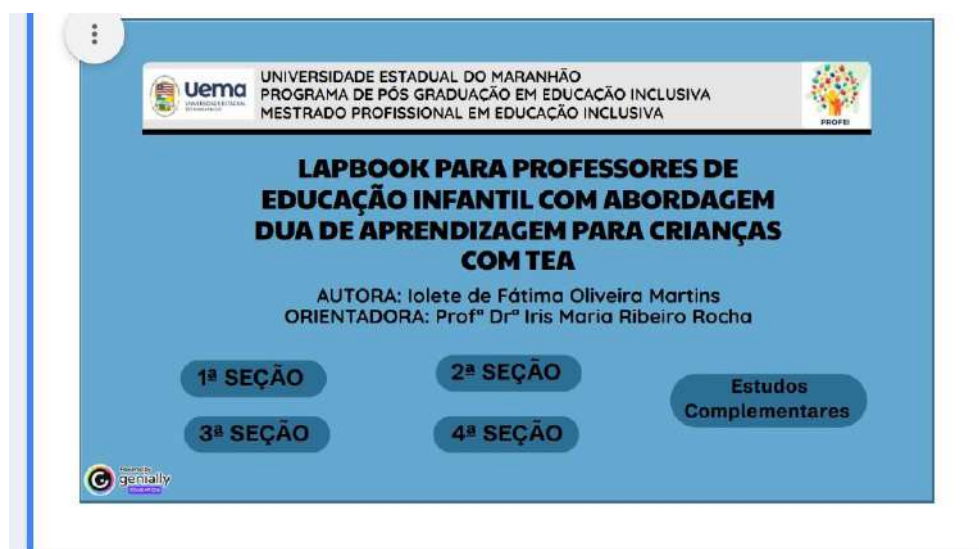 Uema
UNIVERSIDADE ESTADUAL DO MARANHÃO
PROGRAMA DE PÓS GRADUAÇÃO EM EDUCAÇÃO INCLUSIVA
MESTRADO PROFISSIONAL EM EDUCAÇÃO INCLUSIVA
PROFEI
LAPBOOK PARA PROFESSORES DE
EDUCAÇÃO INFANTIL COM ABORDAGEM
DUA DE APRENDIZAGEM PARA CRIANÇAS
COM TEA
AUTORA: Iolete de Fátima Oliveira Martins
ORIENTADORA: Profª Drª Iris Maria Ribeiro Rocha
1ª SEÇÃO
2ª SEÇÃO
3ª SEÇÃO
4ª SEÇÃO
Estudos
Complementares
genially